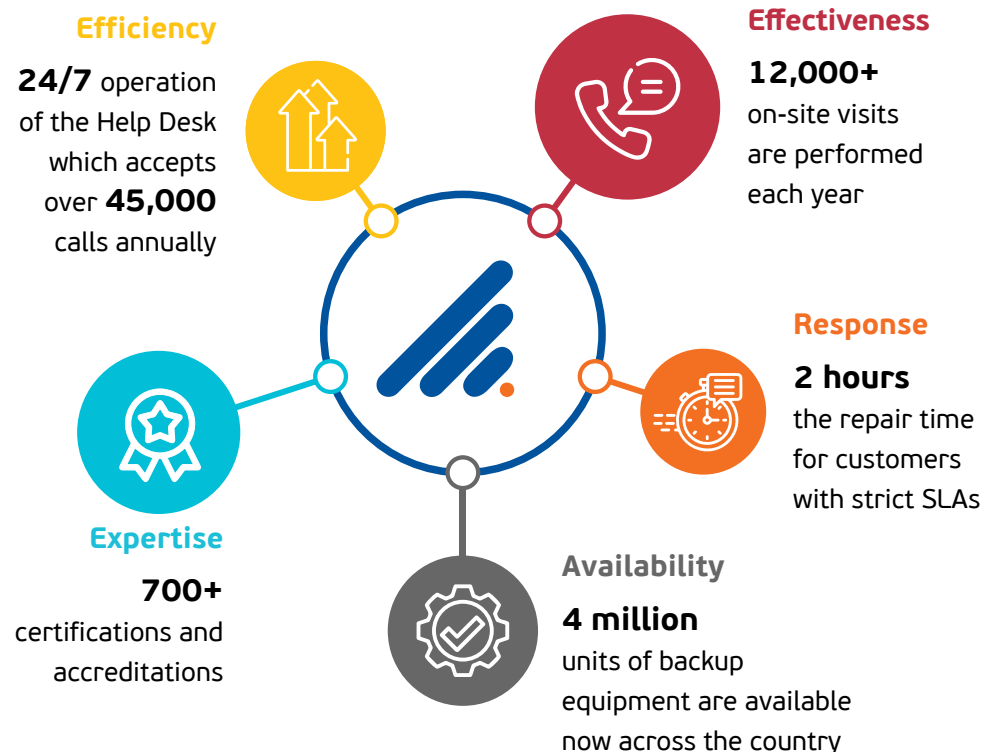 Efficiency
24/7 operation
of the Help Desk
which accepts
over 45,000
calls annually
Effectiveness
12,000+
on-site visits
are performed
each year
Response
2 hours
the repair time
for customers
with strict SLAs
Expertise
700+
certifications and
accreditations
Availability
4 million
units of backup
equipment are available
now across the country